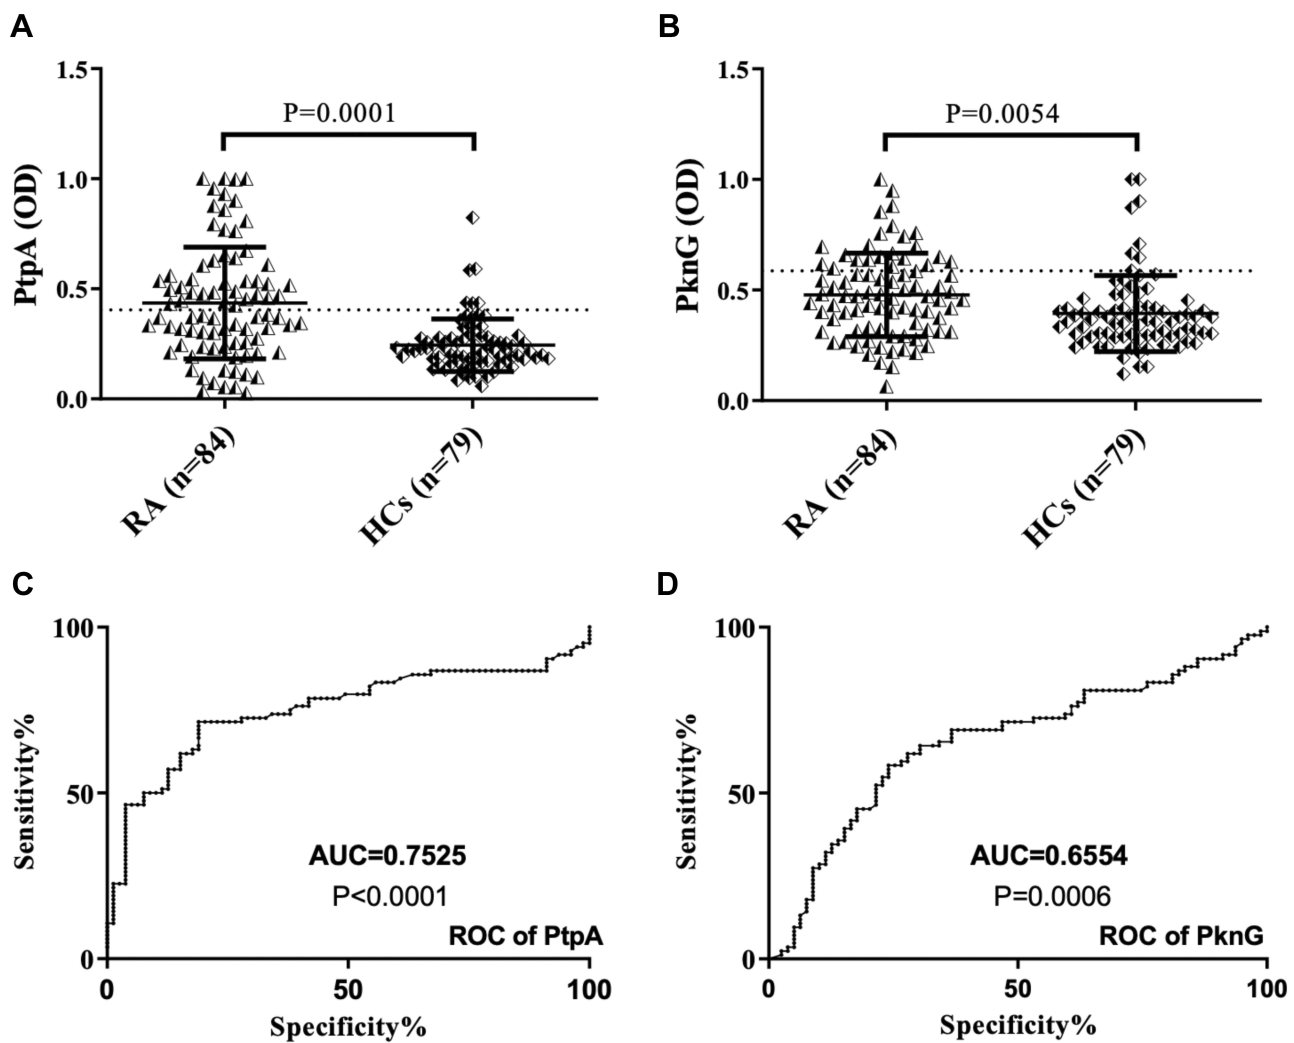 A
1.5
1.0
0.5
0.0
PtpA (OD)
P=0.0001
RA (n=84)
HCs (n=79)
B
1.5
1.0
0.5
0.0
PknG (OD)
P=0.0054
RA (n=84)
HCs (n=79)
C
100
50
0
Sensitivity%
AUC=0.7525
P<0.0001
ROC of PtpA
0 50 100
Specificity%
D
100
50
0
Sensitivity%
AUC=0.6554
P=0.0006
ROC of PknG
0 50 100
Specificity%